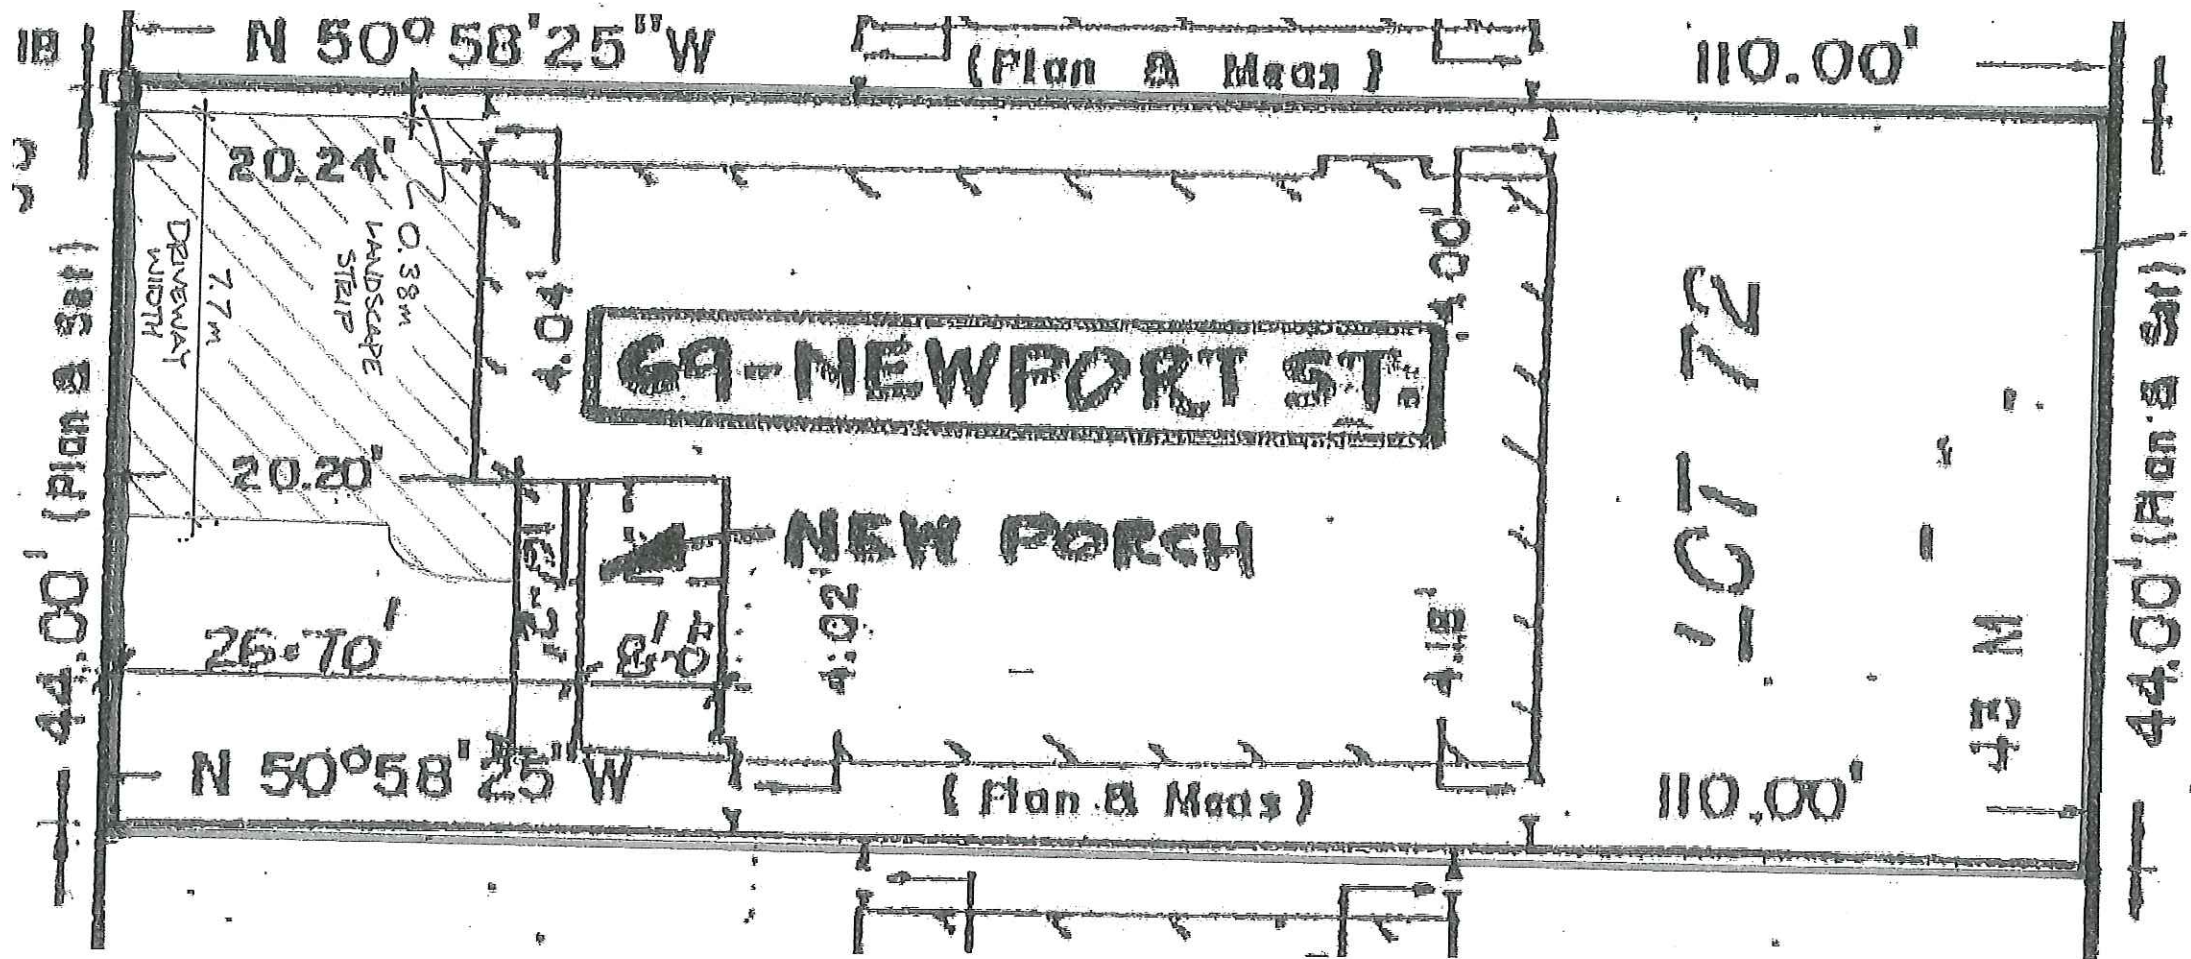 IB
N 50° 58' 25" W
(Plan & Meas)
110.00'
20.24'
0.38m
LANDSCAPE
STRIP
7.7m
DRIVEWAY
WIDTH
4.04'
4.00'
69-NEWPORT ST.
LOT 72
44.00' (Plan & Set)
44.00' (Plan & Set)
20.20'
NEW PORCH
26.70'
8'-0"
4.02'
4.18'
43 M
N 50°58'25" W
(Plan & Meas)
110.00'